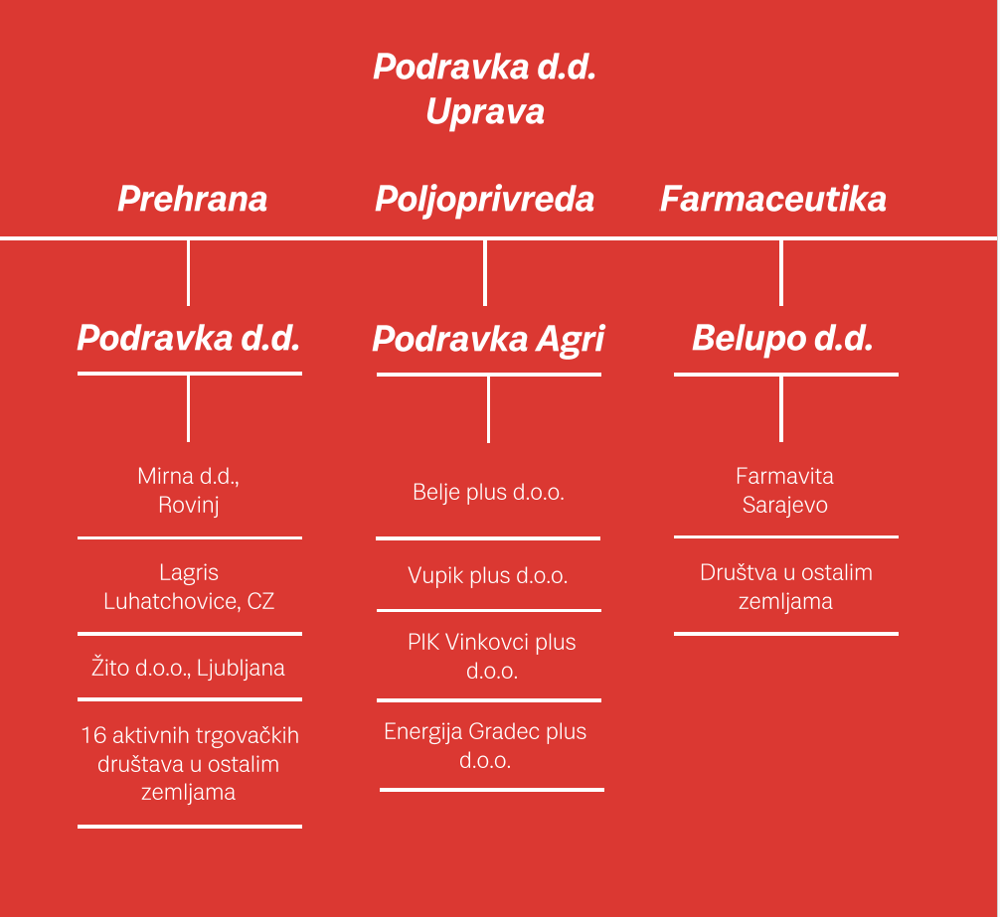 Podravka d.d.
Uprava
Prehrana
Poljoprivreda
Farmaceutika
Podravka d.d.
Podravka Agri
Belupo d.d.
Mirna d.d.,
Rovinj
Lagris
Luhatchovice, CZ
Žito d.o.o., Ljubljana
16 aktivnih trgovačkih
društava u ostalim
zemljama
Belje plus d.o.o.
Vupik plus d.o.o.
PIK Vinkovci plus
d.o.o.
Energija Gradec plus
d.o.o.
Farmavita
Sarajevo
Društva u ostalim
zemljama